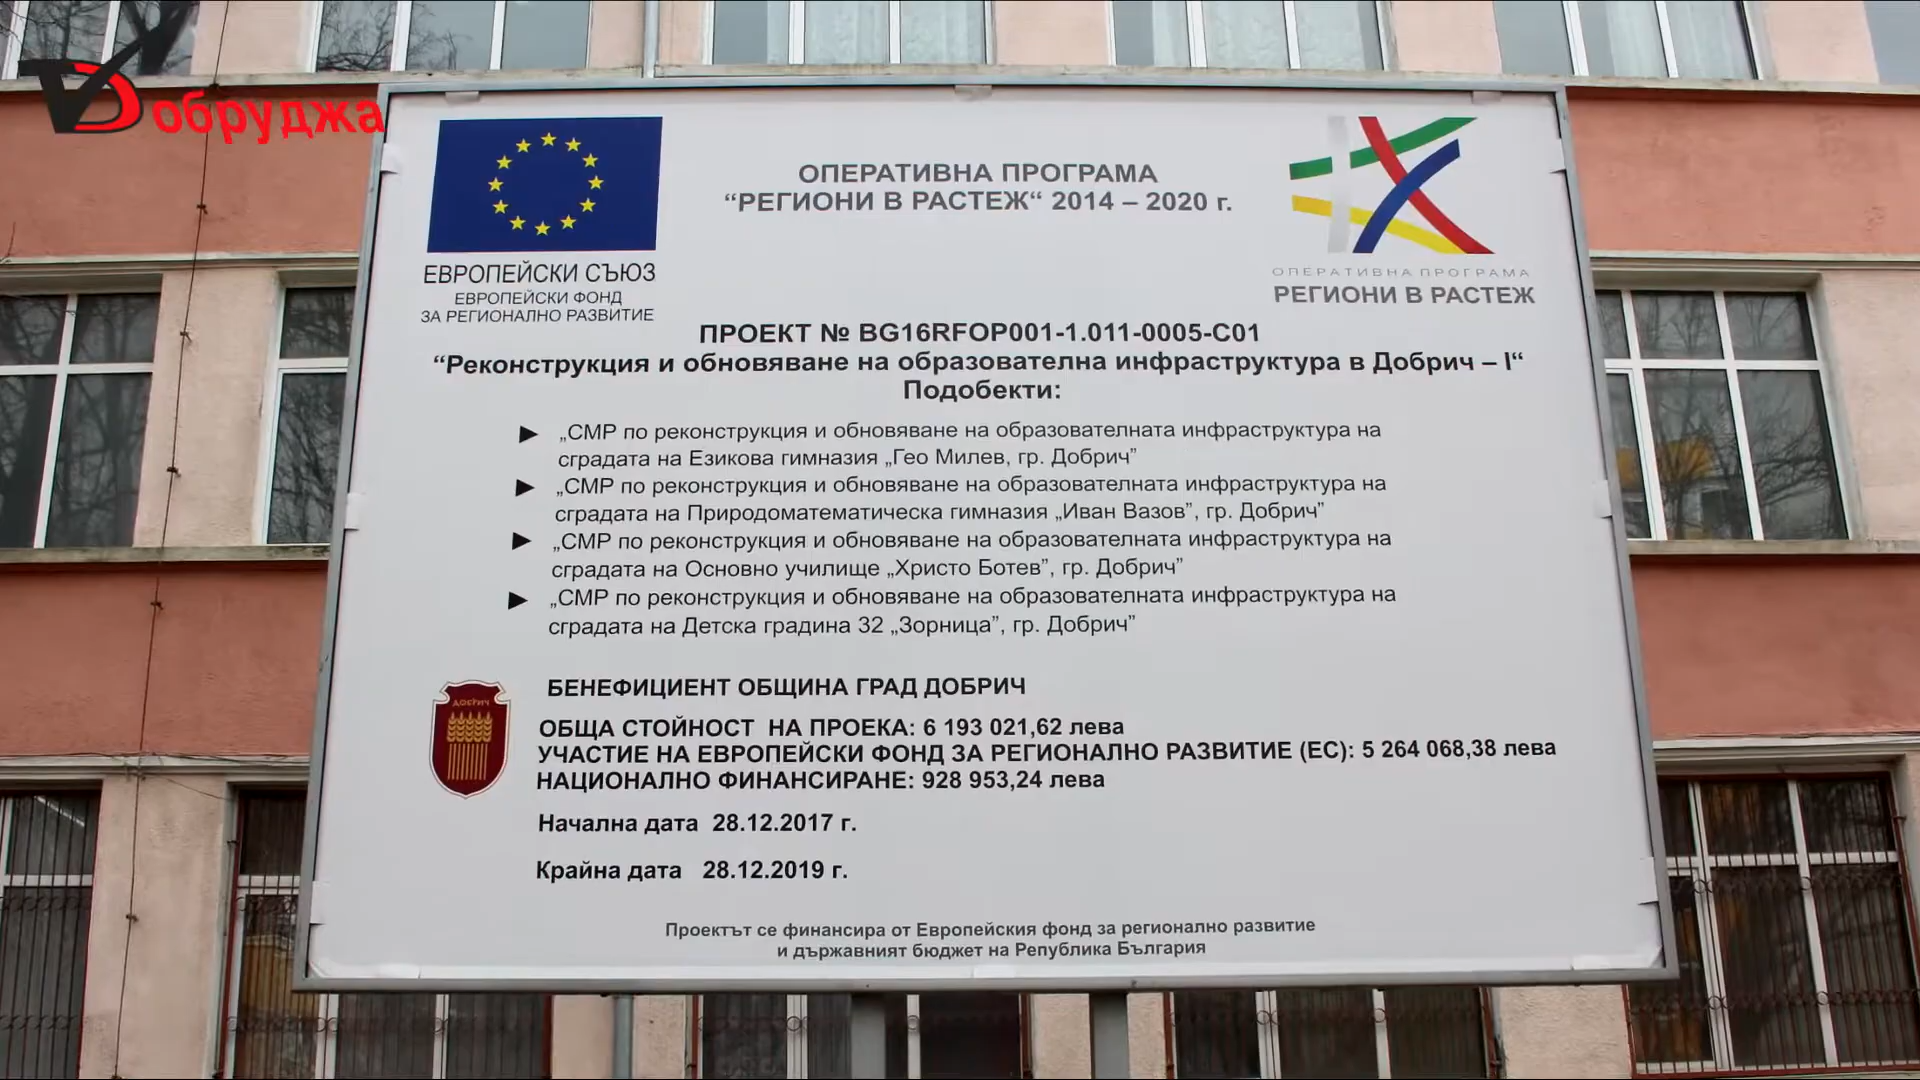 Добруджа
ОПЕРАТИВНА ПРОГРАМА
“РЕГИОНИ В РАСТЕЖ“ 2014 – 2020 г.
ЕВРОПЕЙСКИ СЪЮЗ
ЕВРОПЕЙСКИ ФОНД
ЗА РЕГИОНАЛНО РАЗВИТИЕ
ОПЕРАТИВНА ПРОГРАМА
РЕГИОНИ В РАСТЕЖ
ПРОЕКТ № BG16RFOP001-1.011-0005-C01
“Реконструкция и обновяване на образователна инфраструктура в Добрич – I“
Подобекти:
► „СМР по реконструкция и обновяване на образователната инфраструктура на
сградата на Езикова гимназия „Гео Милев, гр. Добрич”
► „СМР по реконструкция и обновяване на образователната инфраструктура на
сградата на Природоматематическа гимназия „Иван Вазов”, гр. Добрич”
► „СМР по реконструкция и обновяване на образователната инфраструктура на
сградата на Основно училище „Христо Ботев”, гр. Добрич”
► „СМР по реконструкция и обновяване на образователната инфраструктура на
сградата на Детска градина 32 „Зорница”, гр. Добрич”
ДОБРИЧ
БЕНЕФИЦИЕНТ ОБЩИНА ГРАД ДОБРИЧ
ОБЩА СТОЙНОСТ НА ПРОЕКА: 6 193 021,62 лева
УЧАСТИЕ НА ЕВРОПЕЙСКИ ФОНД ЗА РЕГИОНАЛНО РАЗВИТИЕ (ЕС): 5 264 068,38 лева
НАЦИОНАЛНО ФИНАНСИРАНЕ: 928 953,24 лева
Начална дата 28.12.2017 г.
Крайна дата 28.12.2019 г.
Проектът се финансира от Европейския фонд за регионално развитие
и държавният бюджет на Република България